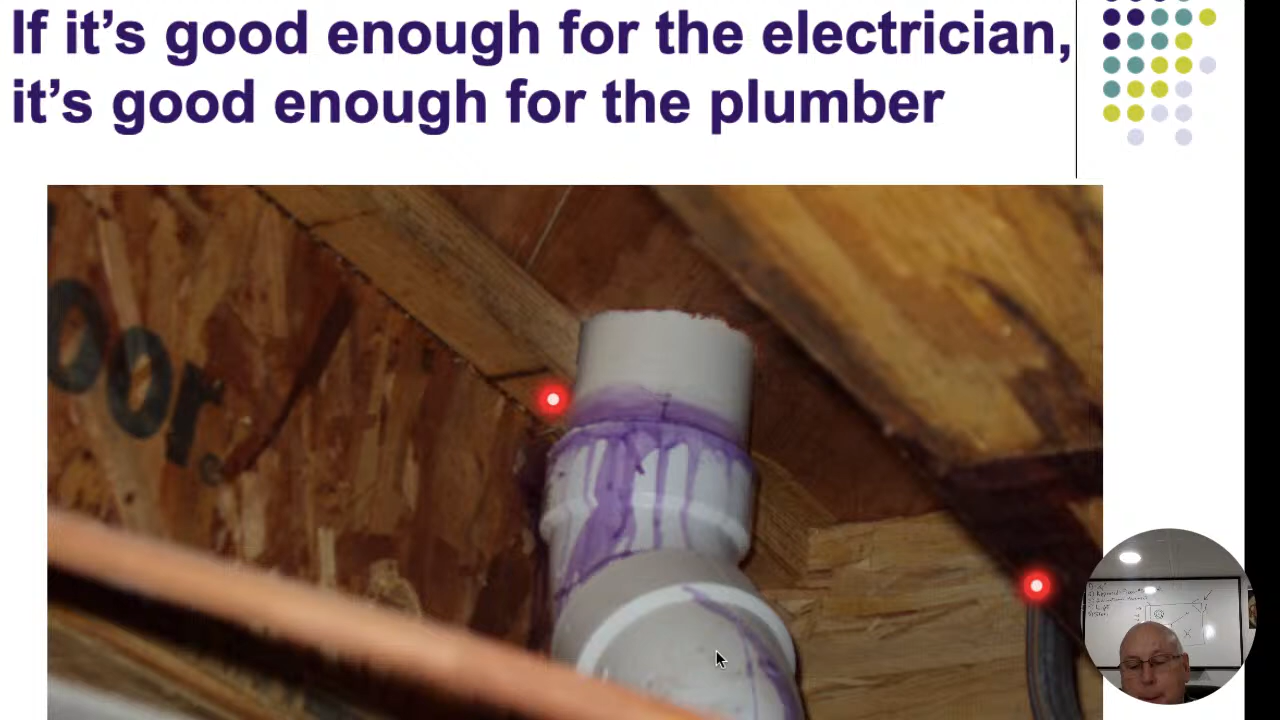 If it’s good enough for the electrician,
it’s good enough for the plumber
oor.